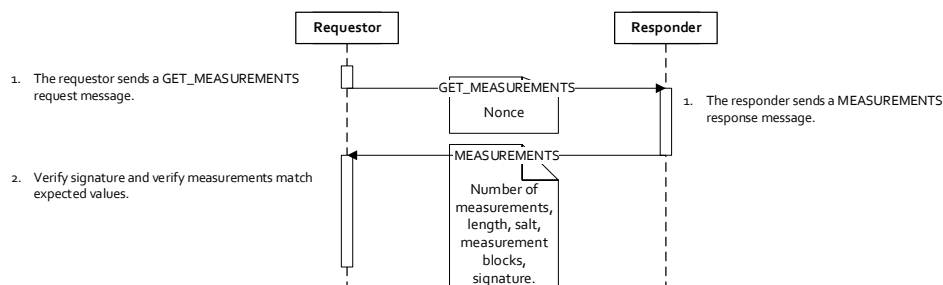 Requestor
Responder
1. The requestor sends a GET_MEASUREMENTS
request message.
GET_MEASUREMENTS
Nonce
1. The responder sends a MEASUREMENTS
response message.
MEASUREMENTS
2. Verify signature and verify measurements match
expected values.
Number of
measurements,
length, salt,
measurement
blocks,
signature.